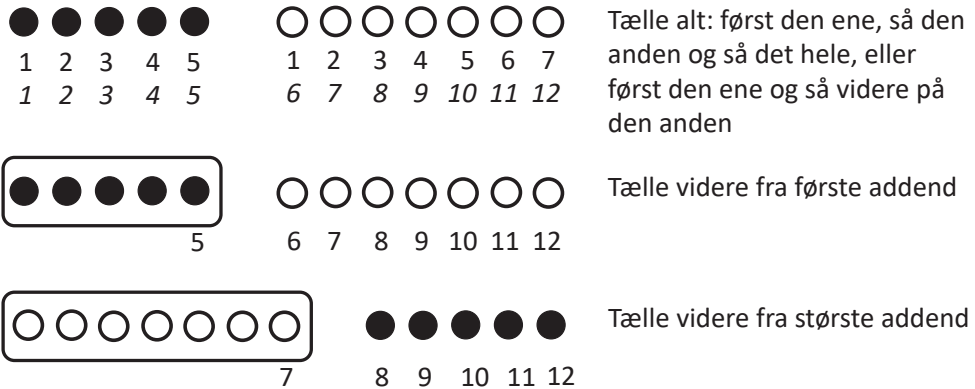 Tælle alt: først den ene, så den
1 2 3 4 5 1 2 3 4 5 6 7 anden og så det hele, eller
1 2 3 4 5 6 7 8 9 10 11 12 først den ene og så videre på
den anden
Tælle videre fra første addend
5 6 7 8 9 10 11 12
Tælle videre fra største addend
7 8 9 10 11 12